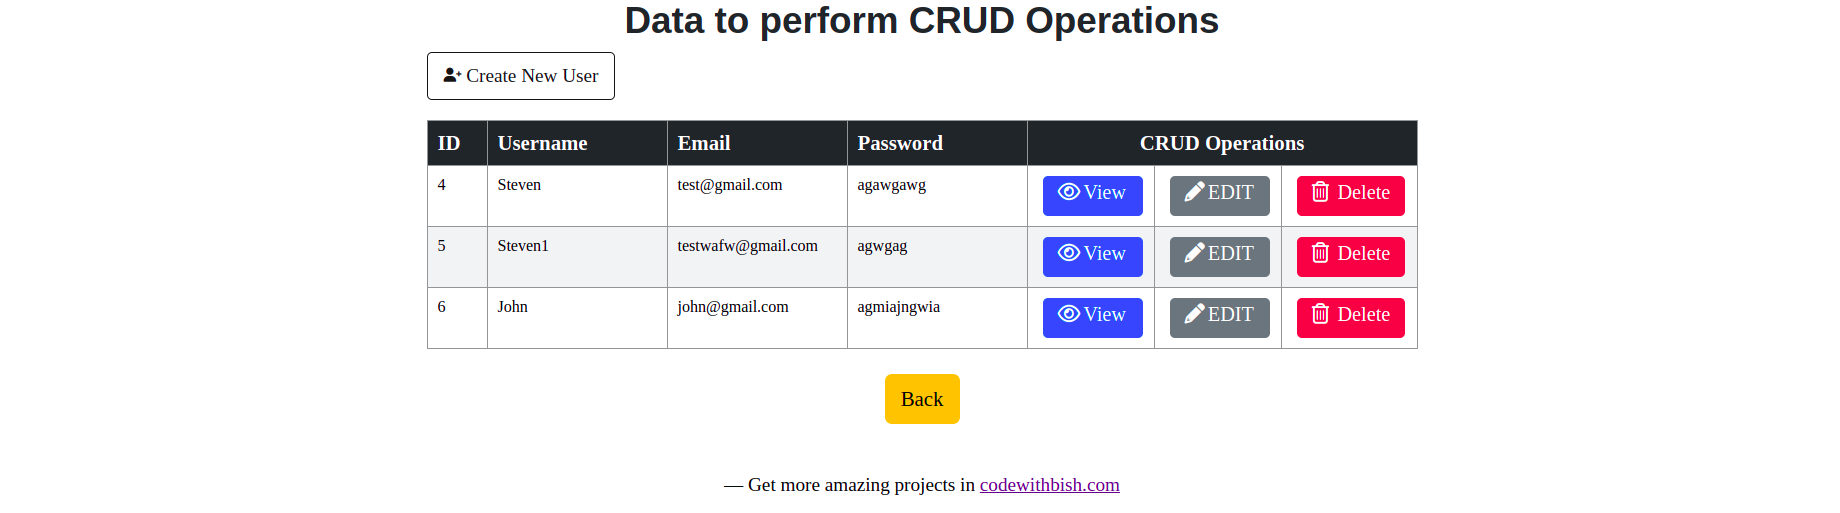 Data to perform CRUD Operations
Create New User
ID Username Email Password CRUD Operations
4 Steven test@gmail.com agawgawg View EDIT Delete
5 Steven1 testwafw@gmail.com agwgag View EDIT Delete
6 John john@gmail.com agmiajngwia View EDIT Delete
Back
— Get more amazing projects in codewithbish.com